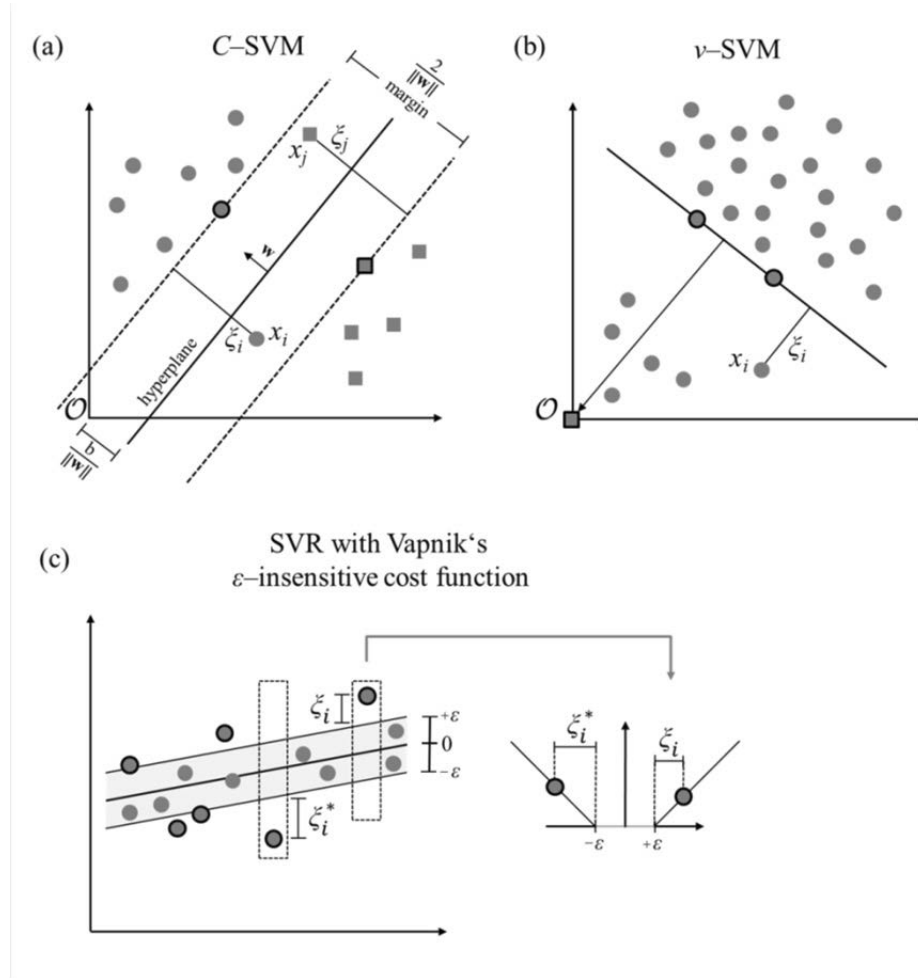 (a)
C–SVM
2
‖w‖
margin
x_j
ξ_j
w
ξ_i
x_i
hyperplane
O
b
‖w‖
(b)
ν–SVM
x_i
ξ_i
O
(c)
SVR with Vapnik‘s
ε–insensitive cost function
ξ_i
+ε
0
−ε
ξ_i^*
ξ_i^*
ξ_i
−ε
+ε